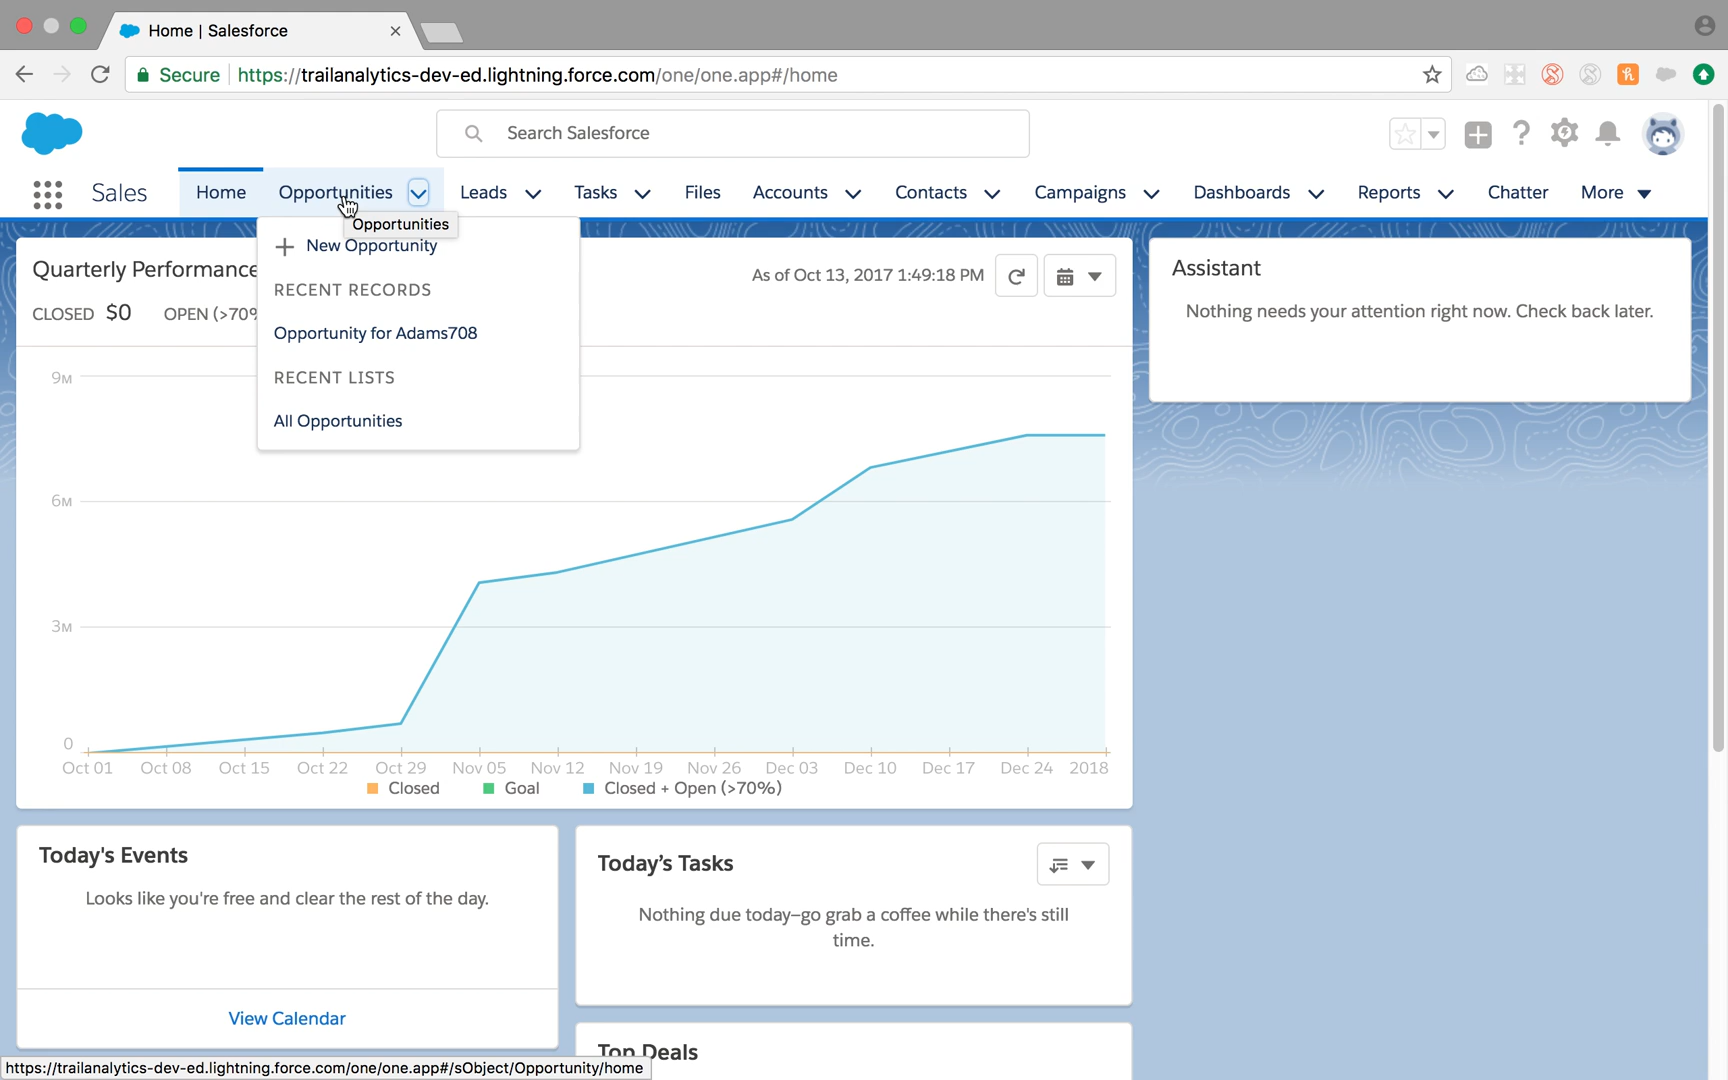 Home | Salesforce
Secure https://trailanalytics-dev-ed.lightning.force.com/one/one.app#/home
Search Salesforce
Sales Home Opportunities Leads Tasks Files Accounts Contacts Campaigns Dashboards Reports Chatter More
Opportunities
New Opportunity
RECENT RECORDS
Opportunity for Adams708
RECENT LISTS
All Opportunities
Quarterly Performance
As of Oct 13, 2017 1:49:18 PM
CLOSED $0 OPEN (>70%
9M
6M
3M
0
Oct 01 Oct 08 Oct 15 Oct 22 Oct 29 Nov 05 Nov 12 Nov 19 Nov 26 Dec 03 Dec 10 Dec 17 Dec 24 2018
Closed Goal Closed + Open (>70%)
Assistant
Nothing needs your attention right now. Check back later.
Today's Events
Looks like you're free and clear the rest of the day.
View Calendar
Today’s Tasks
Nothing due today–go grab a coffee while there's still
time.
Top Deals
https://trailanalytics-dev-ed.lightning.force.com/one/one.app#/sObject/Opportunity/home